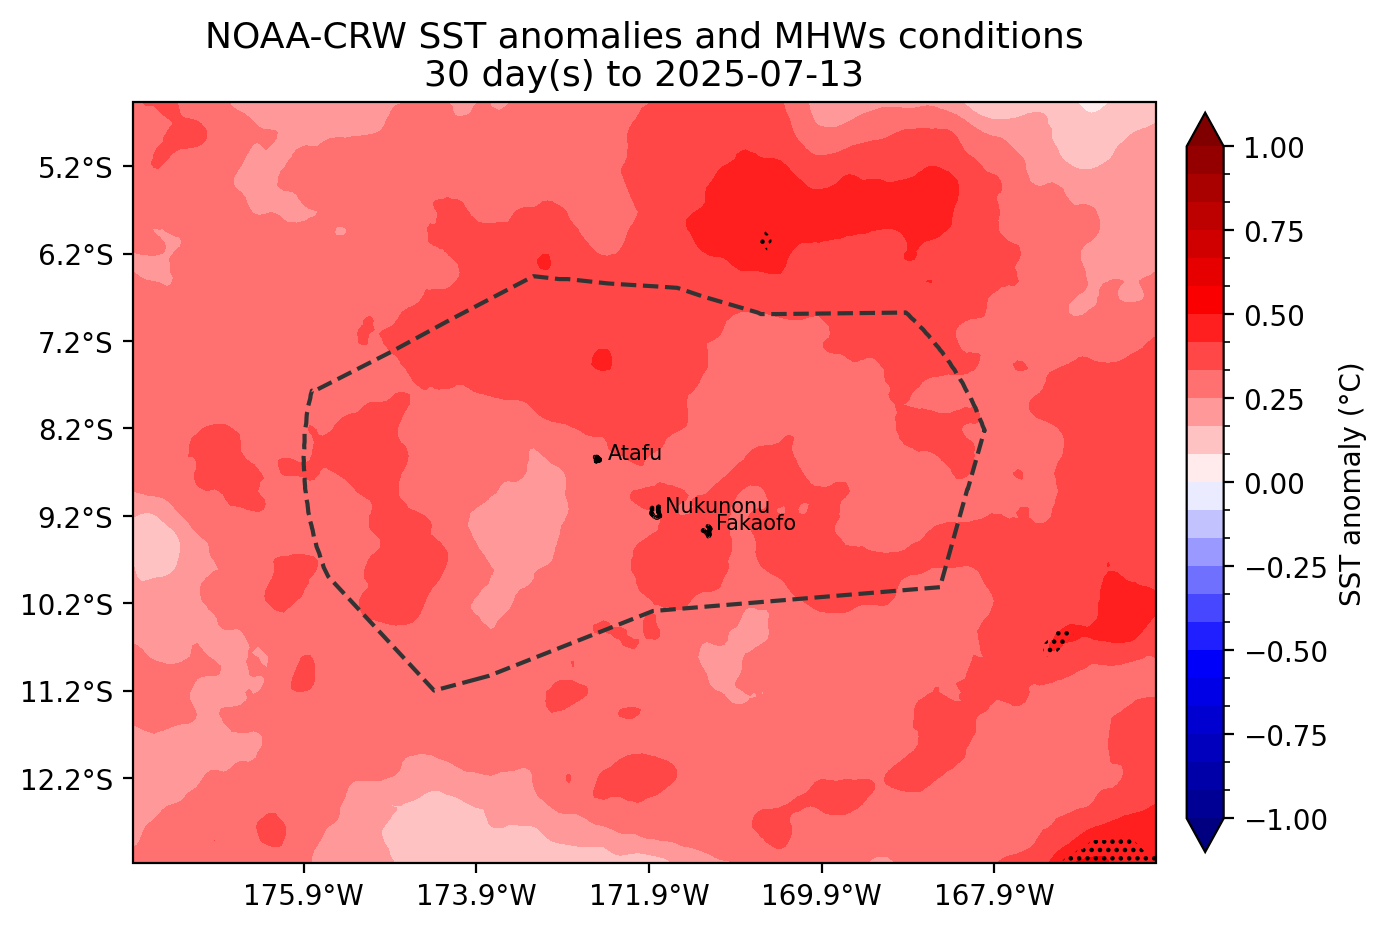 NOAA-CRW SST anomalies and MHWs conditions
30 day(s) to 2025-07-13
5.2°S
6.2°S
7.2°S
8.2°S
9.2°S
10.2°S
11.2°S
12.2°S
Atafu
Nukunonu
Fakaofo
175.9°W
173.9°W
171.9°W
169.9°W
167.9°W
1.00
0.75
0.50
0.25
0.00
−0.25
−0.50
−0.75
−1.00
SST anomaly (°C)